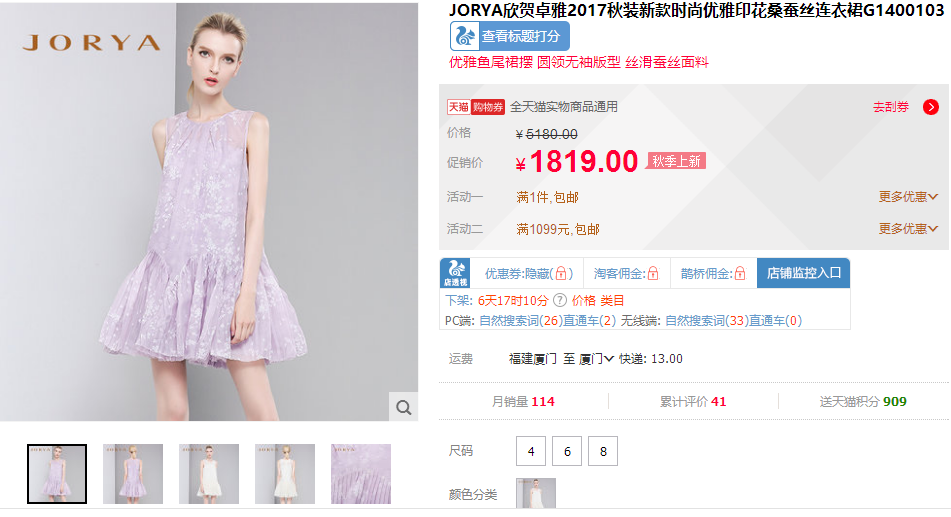 JORYA
JORYA欣贺卓雅2017秋装新款时尚优雅印花桑蚕丝连衣裙G1400103
查看标题打分
优雅鱼尾裙摆 圆领无袖版型 丝滑蚕丝面料
天猫 购物券 全天猫实物商品通用 去刮券
价格 ¥5180.00
促销价 ¥1819.00 秋季上新
活动一 满1件,包邮 更多优惠
活动二 满1099元,包邮 更多优惠
店透视 优惠券:隐藏() 淘客佣金: 鹊桥佣金: 店铺监控入口
下架: 6天17时10分 ? 价格 类目
PC端: 自然搜索词(26)直通车(2) 无线端: 自然搜索词(33)直通车(0)
运费 福建厦门 至 厦门 快递: 13.00
月销量 114 累计评价 41 送天猫积分 909
尺码 4 6 8
颜色分类